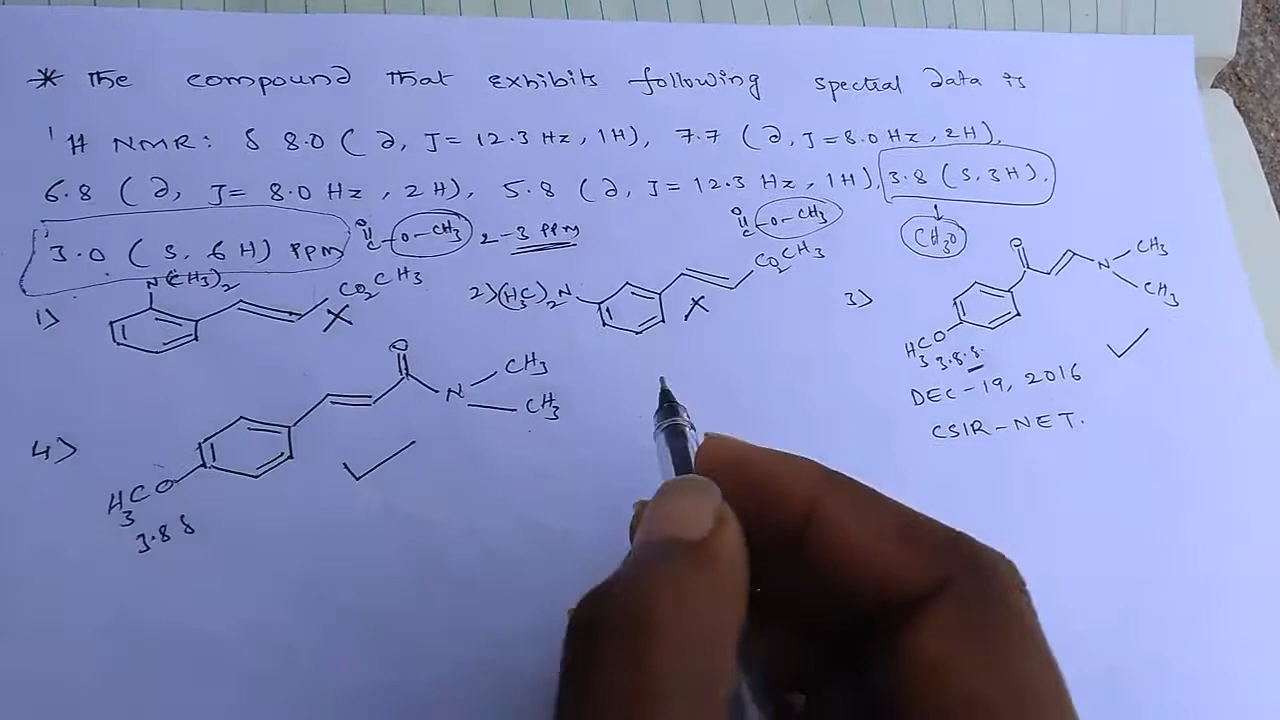 * The compound that exhibits following spectral data is
¹H NMR: δ 8.0 (d, J= 12.3 Hz, 1H), 7.7 (d, J=8.0 Hz, 2H),
6.8 (d, J= 8.0 Hz, 2H), 5.8 (d, J=12.3 Hz, 1H), 3.8 (s, 3H),
3.0 (s, 6H) ppm
O
C-O-CH3 2-3 ppm
O
C-O-CH3
CH3O
1)
N(CH3)2
CO2CH3
X
2)
(H3C)2N
CO2CH3
X
3)
O
N
CH3
CH3
H3CO
3.8 δ
✓
DEC-19, 2016
CSIR-NET.
4)
O
N
CH3
CH3
H3CO
3.8 δ
✓